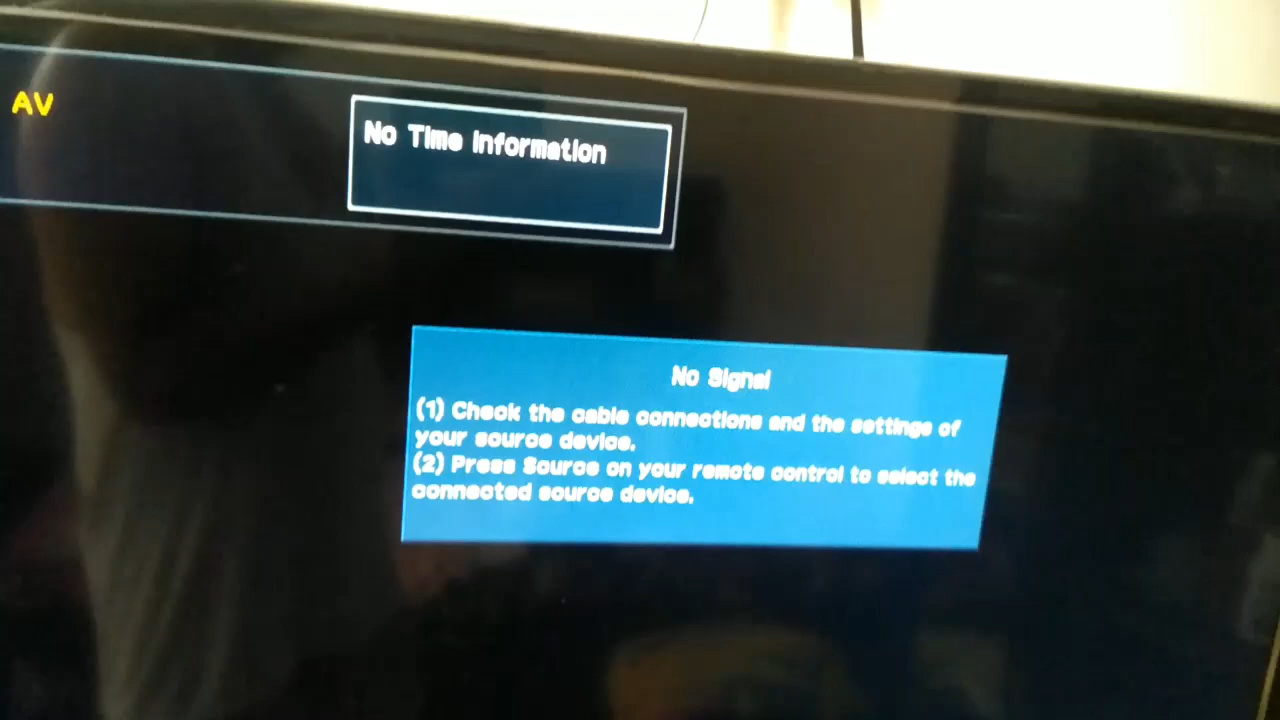 AV
No Time Information
No Signal
(1) Check the cable connections and the settings of
your source device.
(2) Press Source on your remote control to select the
connected source device.